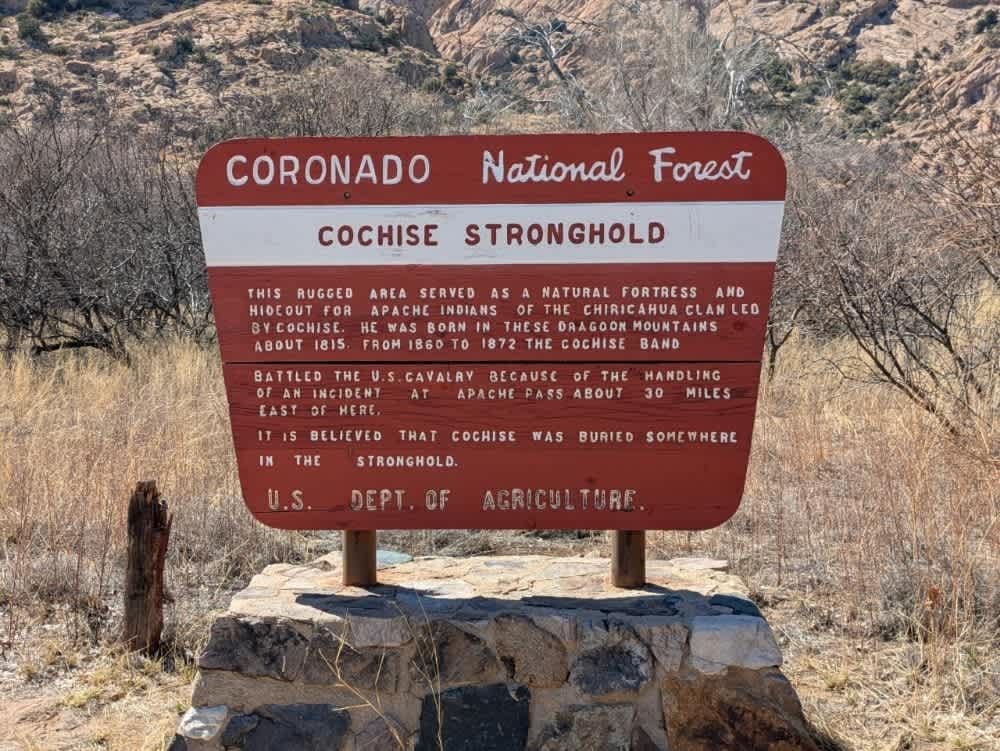 CORONADO National Forest
COCHISE STRONGHOLD
THIS RUGGED AREA SERVED AS A NATURAL FORTRESS AND
HIDEOUT FOR APACHE INDIANS OF THE CHIRICAHUA CLAN LED
BY COCHISE. HE WAS BORN IN THESE DRAGOON MOUNTAINS
ABOUT 1815. FROM 1860 TO 1872 THE COCHISE BAND
BATTLED THE U.S. CAVALRY BECAUSE OF THE HANDLING
OF AN INCIDENT AT APACHE PASS ABOUT 30 MILES
EAST OF HERE.
IT IS BELIEVED THAT COCHISE WAS BURIED SOMEWHERE
IN THE STRONGHOLD.
U.S. DEPT. OF AGRICULTURE.